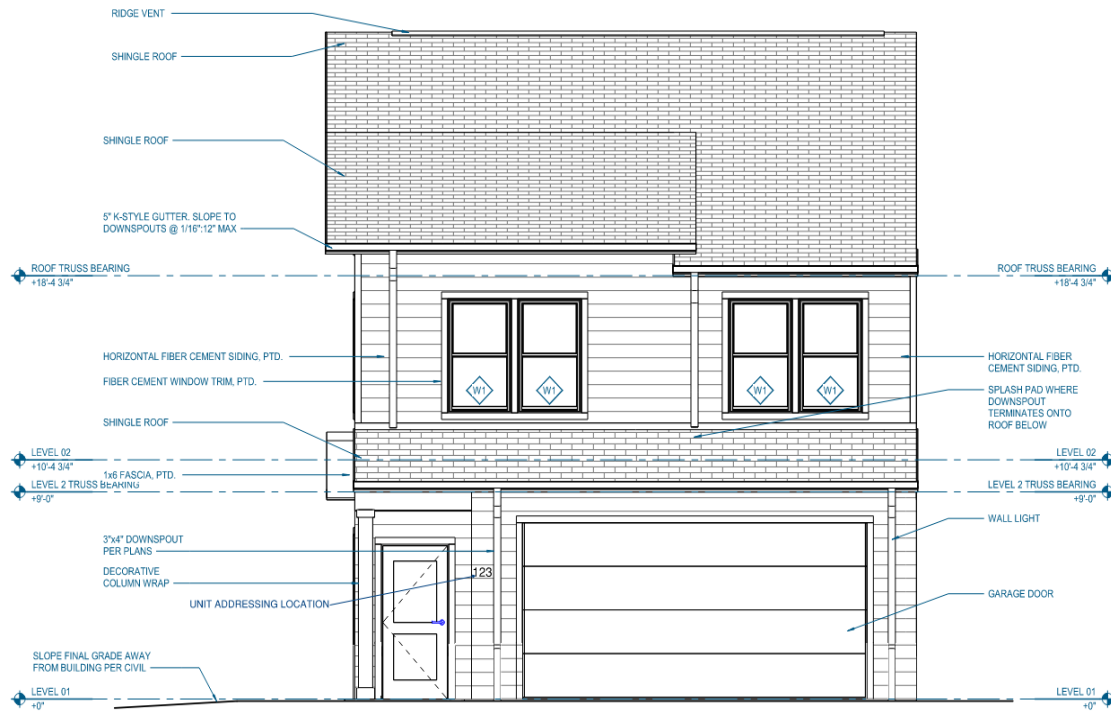 RIDGE VENT
SHINGLE ROOF
SHINGLE ROOF
5" K-STYLE GUTTER. SLOPE TO
DOWNSPOUTS @ 1/16":12" MAX
ROOF TRUSS BEARING
+18'-4 3/4"
ROOF TRUSS BEARING
+18'-4 3/4"
HORIZONTAL FIBER CEMENT SIDING, PTD.
HORIZONTAL FIBER
CEMENT SIDING, PTD.
FIBER CEMENT WINDOW TRIM, PTD.
W1
W1
W1
W1
SPLASH PAD WHERE
DOWNSPOUT
TERMINATES ONTO
ROOF BELOW
SHINGLE ROOF
LEVEL 02
+10'-4 3/4"
LEVEL 02
+10'-4 3/4"
1x6 FASCIA, PTD.
LEVEL 2 TRUSS BEARING
+9'-0"
LEVEL 2 TRUSS BEARING
+9'-0"
WALL LIGHT
3"x4" DOWNSPOUT
PER PLANS
DECORATIVE
COLUMN WRAP
123
UNIT ADDRESSING LOCATION
GARAGE DOOR
SLOPE FINAL GRADE AWAY
FROM BUILDING PER CIVIL
LEVEL 01
+0"
LEVEL 01
+0"